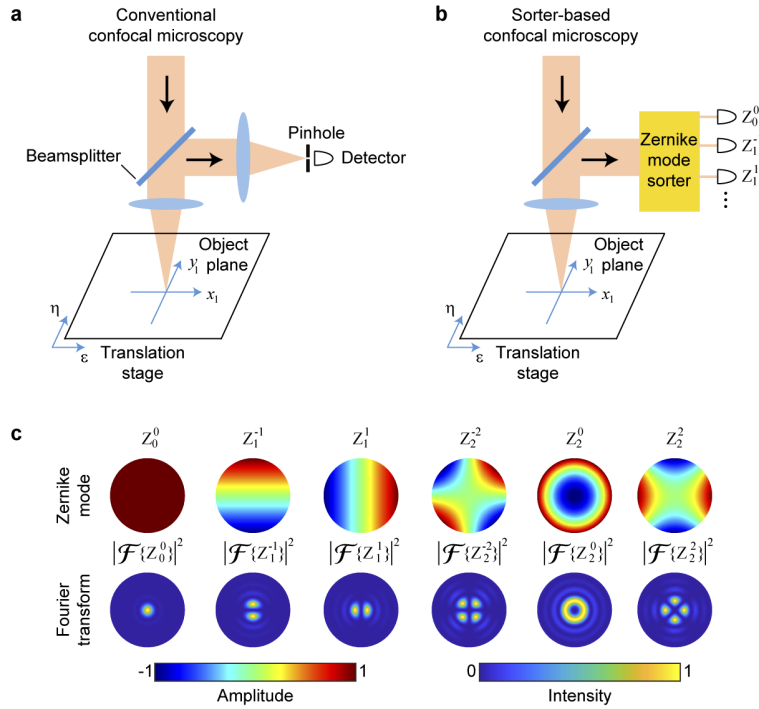 a
Conventional
confocal microscopy
Beamsplitter
Pinhole
Detector
Object
plane
y₁
x₁
η
ε
Translation
stage
b
Sorter-based
confocal microscopy
Zernike
mode
sorter
Z₀⁰
Z₁⁻
Z₁¹
⋮
Object
plane
y₁
x₁
η
ε
Translation
stage
c
Z₀⁰ Z₁⁻¹ Z₁¹ Z₂⁻² Z₂⁰ Z₂²
Zernike
mode
|ℱ{Z₀⁰}|² |ℱ{Z₁⁻¹}|² |ℱ{Z₁¹}|² |ℱ{Z₂⁻²}|² |ℱ{Z₂⁰}|² |ℱ{Z₂²}|²
Fourier
transform
-1 1
Amplitude
0 1
Intensity